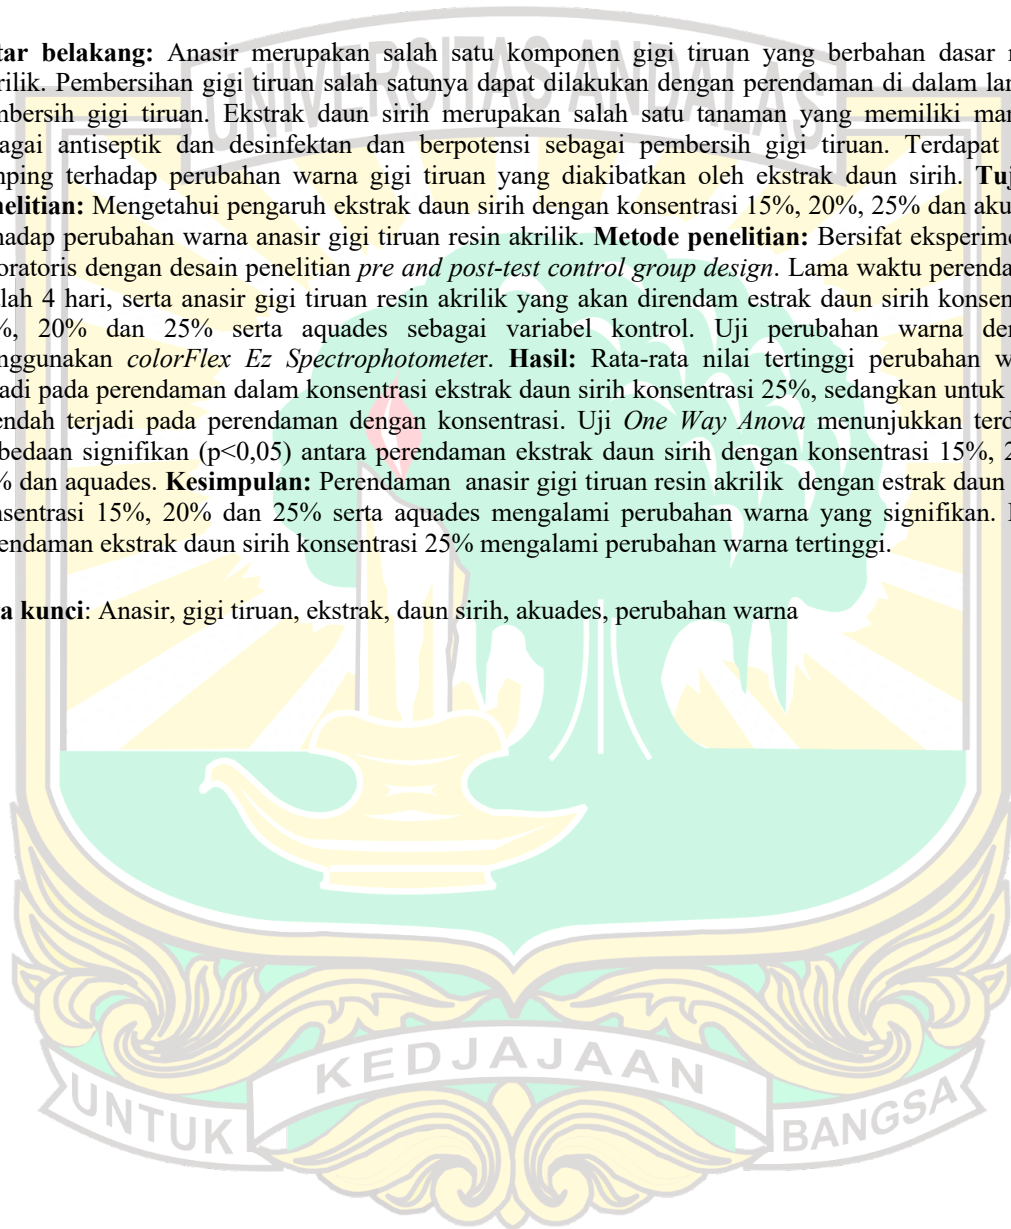 UNIVERSITAS ANDALAS
tar belakang: Anasir merupakan salah satu komponen gigi tiruan yang berbahan dasar
rilik. Pembersihan gigi tiruan salah satunya dapat dilakukan dengan perendaman di dalam lar
mbersih gigi tiruan. Ekstrak daun sirih merupakan salah satu tanaman yang memiliki man
bagai antiseptik dan desinfektan dan berpotensi sebagai pembersih gigi tiruan. Terdapat
mping terhadap perubahan warna gigi tiruan yang diakibatkan oleh ekstrak daun sirih. Tuj
nelitian: Mengetahui pengaruh ekstrak daun sirih dengan konsentrasi 15%, 20%, 25% dan aku
hadap perubahan warna anasir gigi tiruan resin akrilik. Metode penelitian: Bersifat eksperime
oratoris dengan desain penelitian pre and post-test control group design. Lama waktu perenda
lah 4 hari, serta anasir gigi tiruan resin akrilik yang akan direndam estrak daun sirih konsen
%, 20% dan 25% serta aquades sebagai variabel kontrol. Uji perubahan warna den
nggunakan colorFlex Ez Spectrophotometer. Hasil: Rata-rata nilai tertinggi perubahan w
adi pada perendaman dalam konsentrasi ekstrak daun sirih konsentrasi 25%, sedangkan untuk
endah terjadi pada perendaman dengan konsentrasi. Uji One Way Anova menunjukkan terd
bedaan signifikan (p<0,05) antara perendaman ekstrak daun sirih dengan konsentrasi 15%, 2
% dan aquades. Kesimpulan: Perendaman anasir gigi tiruan resin akrilik dengan estrak daun
nsentrasi 15%, 20% dan 25% serta aquades mengalami perubahan warna yang signifikan.
endaman ekstrak daun sirih konsentrasi 25% mengalami perubahan warna tertinggi.
a kunci: Anasir, gigi tiruan, ekstrak, daun sirih, akuades, perubahan warna
UNTUK KEDJAJAAN BANGSA